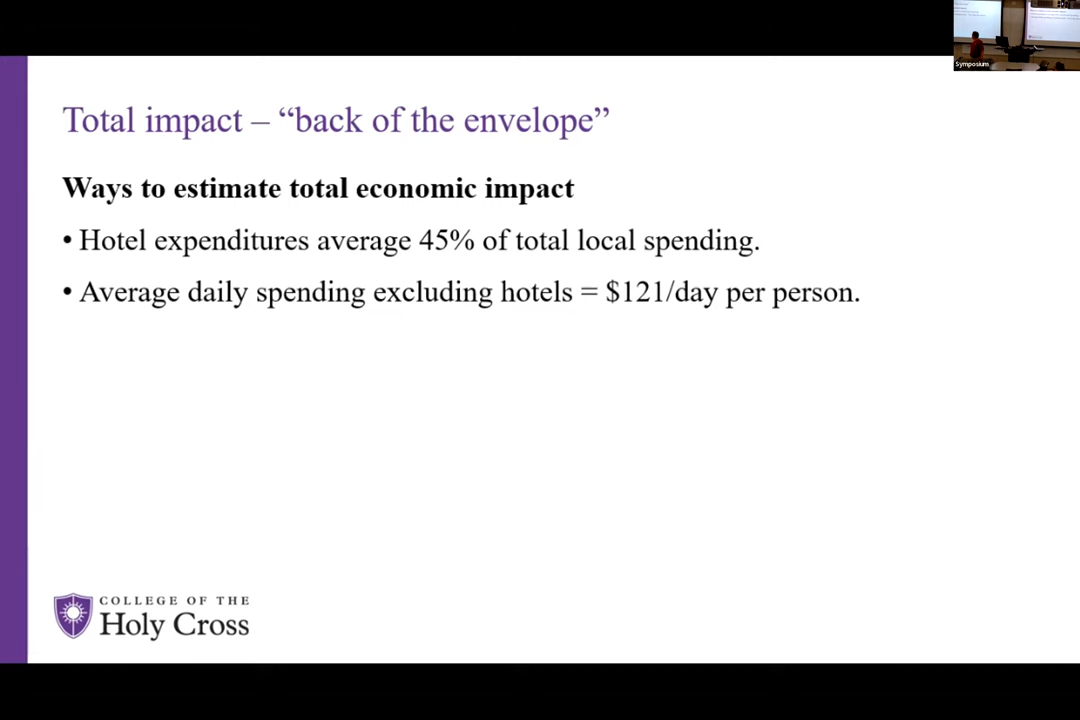 Total impact – “back of the envelope”
Ways to estimate total economic impact
• Hotel expenditures average 45% of total local spending.
• Average daily spending excluding hotels = $121/day per person.
COLLEGE OF THE
Holy Cross
Symposium